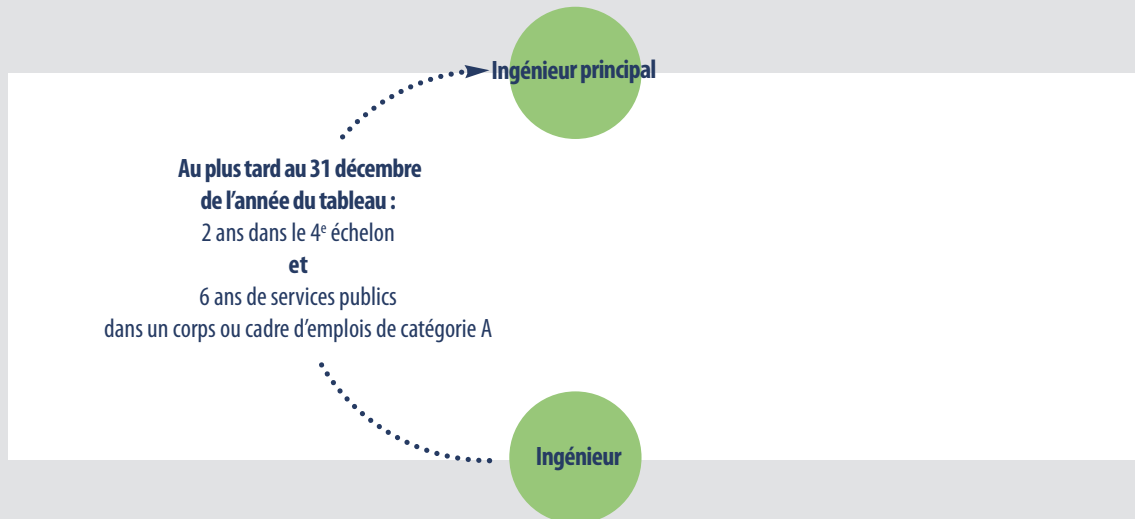 Ingénieur principal
Au plus tard au 31 décembre
de l’année du tableau :
2 ans dans le 4e échelon
et
6 ans de services publics
dans un corps ou cadre d’emplois de catégorie A
Ingénieur